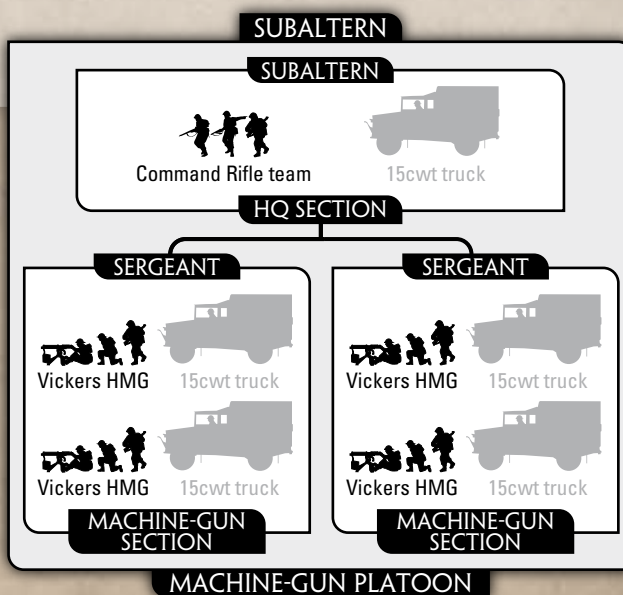 SUBALTERN
SUBALTERN
Command Rifle team 15cwt truck
HQ SECTION
SERGEANT SERGEANT
Vickers HMG 15cwt truck Vickers HMG 15cwt truck
Vickers HMG 15cwt truck Vickers HMG 15cwt truck
MACHINE-GUN MACHINE-GUN
SECTION SECTION
MACHINE-GUN PLATOON